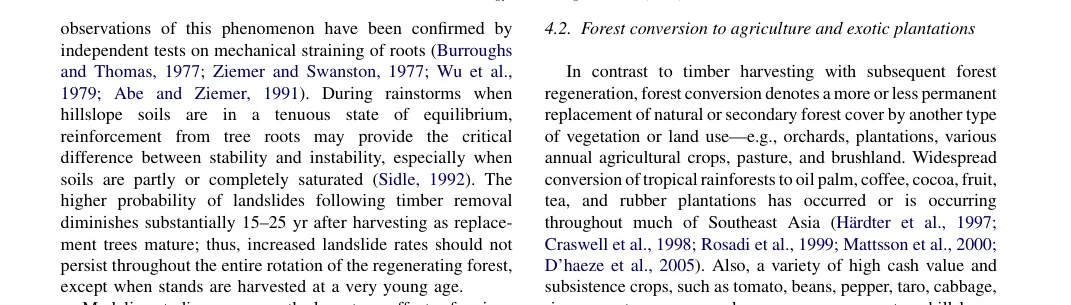 observations of this phenomenon have been confirmed by
independent tests on mechanical straining of roots (Burroughs
and Thomas, 1977; Ziemer and Swanston, 1977; Wu et al.,
1979; Abe and Ziemer, 1991). During rainstorms when
hillslope soils are in a tenuous state of equilibrium,
reinforcement from tree roots may provide the critical
difference between stability and instability, especially when
soils are partly or completely saturated (Sidle, 1992). The
higher probability of landslides following timber removal
diminishes substantially 15–25 yr after harvesting as replace-
ment trees mature; thus, increased landslide rates should not
persist throughout the entire rotation of the regenerating forest,
except when stands are harvested at a very young age.
4.2. Forest conversion to agriculture and exotic plantations
In contrast to timber harvesting with subsequent forest
regeneration, forest conversion denotes a more or less permanent
replacement of natural or secondary forest cover by another type
of vegetation or land use—e.g., orchards, plantations, various
annual agricultural crops, pasture, and brushland. Widespread
conversion of tropical rainforests to oil palm, coffee, cocoa, fruit,
tea, and rubber plantations has occurred or is occurring
throughout much of Southeast Asia (Härdter et al., 1997;
Craswell et al., 1998; Rosadi et al., 1999; Mattsson et al., 2000;
D'haeze et al., 2005). Also, a variety of high cash value and
subsistence crops, such as tomato, beans, pepper, taro, cabbage,